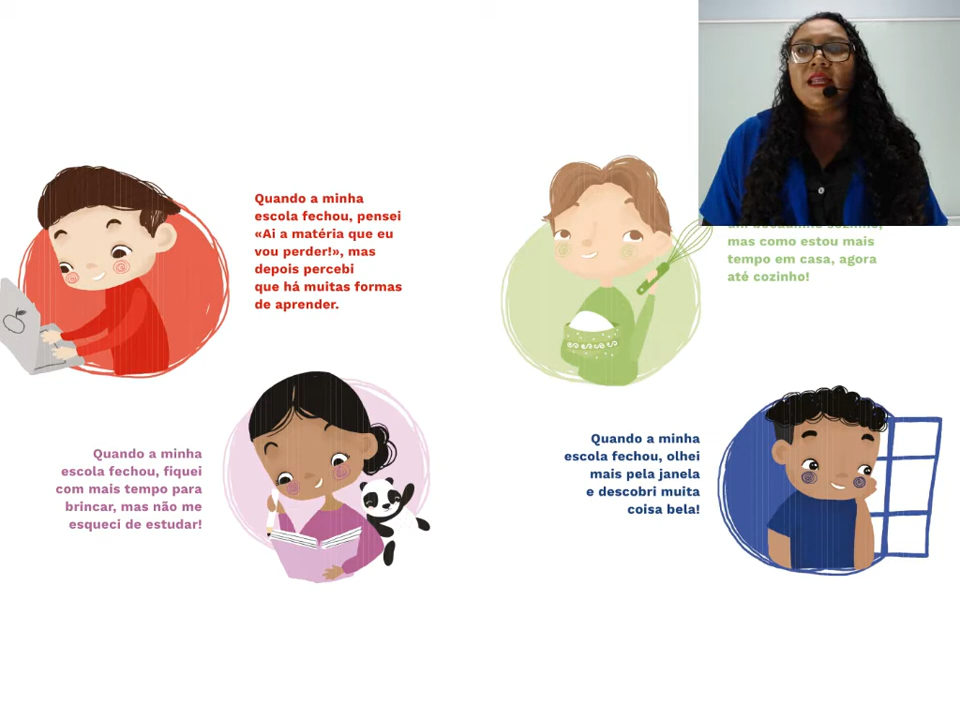 Quando a minha
escola fechou, pensei
«Ai a matéria que eu
vou perder!», mas
depois percebi
que há muitas formas
de aprender.
mas como estou mais
tempo em casa, agora
até cozinho!
Quando a minha
escola fechou, fiquei
com mais tempo para
brincar, mas não me
esqueci de estudar!
Quando a minha
escola fechou, olhei
mais pela janela
e descobri muita
coisa bela!